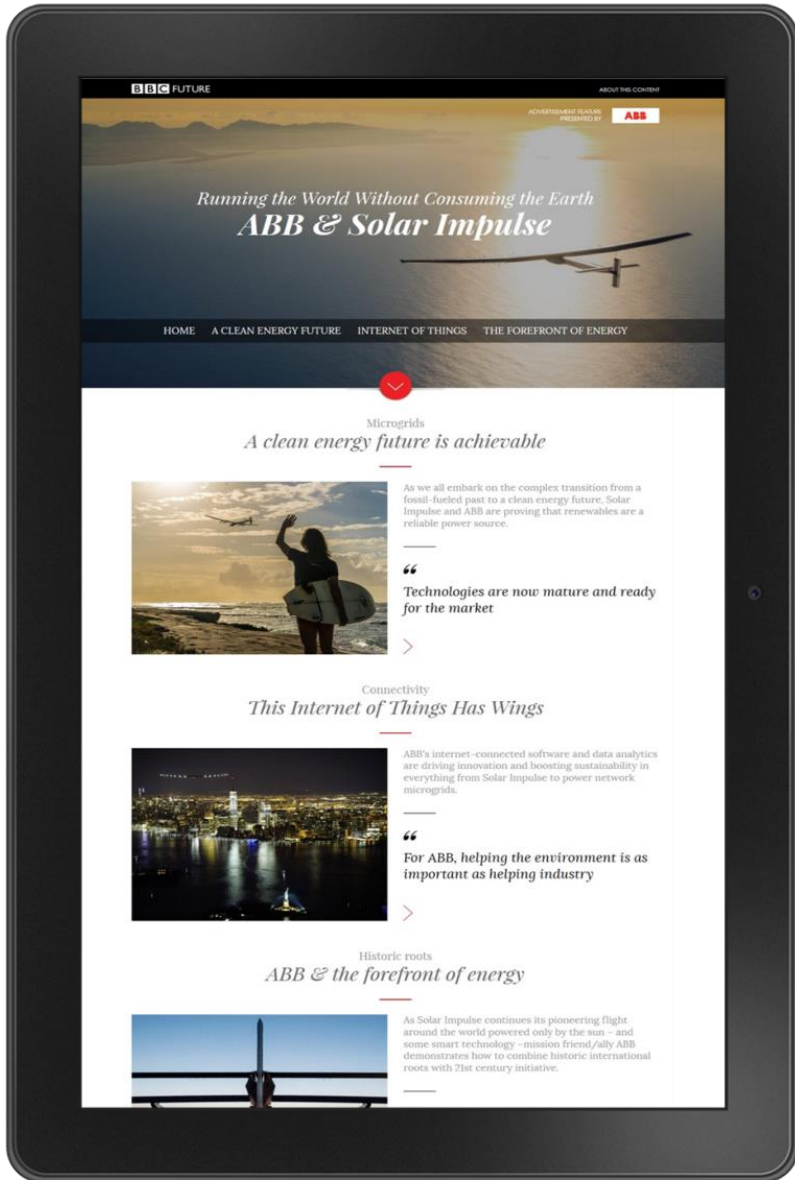 BBC FUTURE
ABOUT THIS CONTENT
ADVERTISEMENT FEATURE
PRESENTED BY
ABB
Running the World Without Consuming the Earth
ABB & Solar Impulse
HOME A CLEAN ENERGY FUTURE INTERNET OF THINGS THE FOREFRONT OF ENERGY
Microgrids
A clean energy future is achievable
As we all embark on the complex transition from a
fossil-fueled past to a clean energy future, Solar
Impulse and ABB are proving that renewables are a
reliable power source.
“
Technologies are now mature and ready
for the market
Connectivity
This Internet of Things Has Wings
ABB's internet-connected software and data analytics
are driving innovation and boosting sustainability in
everything from Solar Impulse to power network
microgrids.
“
For ABB, helping the environment is as
important as helping industry
Historic roots
ABB & the forefront of energy
As Solar Impulse continues its pioneering flight
around the world powered only by the sun – and
some smart technology –mission friend/ally ABB
demonstrates how to combine historic international
roots with 21st century initiative.